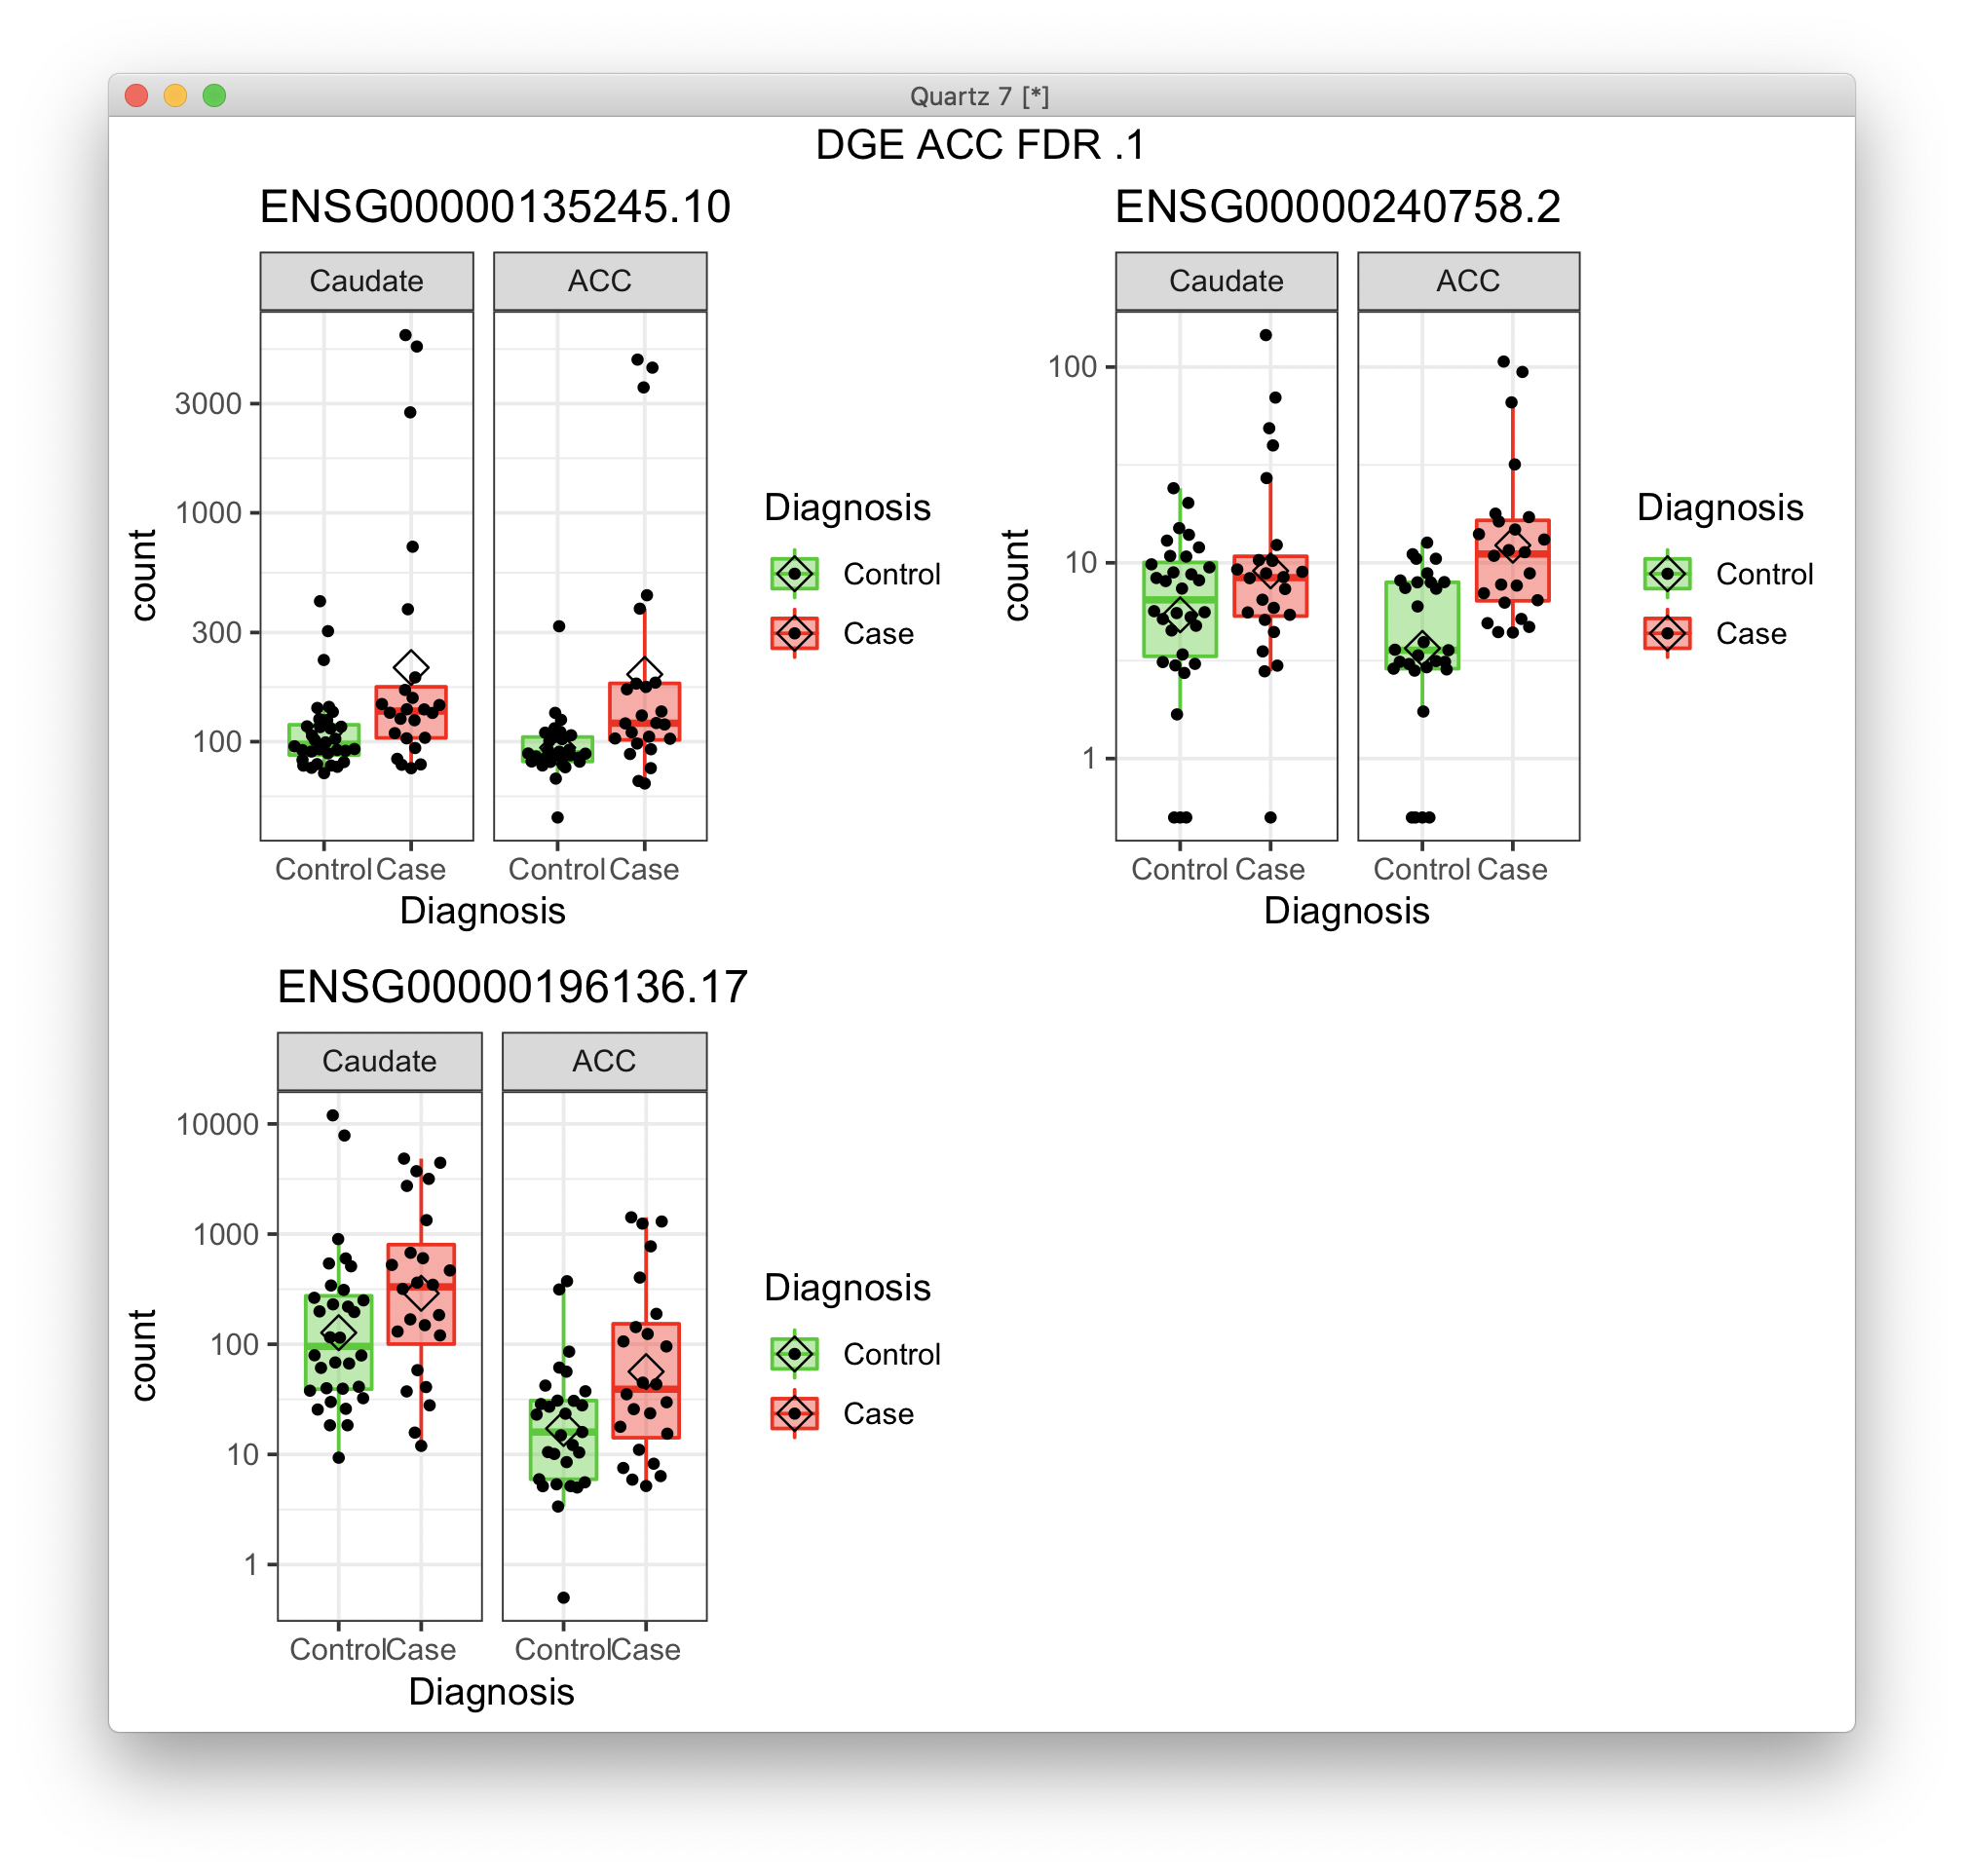 Quartz 7 [*]
DGE ACC FDR .1
ENSG00000135245.10
Caudate ACC
3000
1000
300
100
count
Control Case Control Case
Diagnosis
Diagnosis
Control
Case
ENSG00000240758.2
Caudate ACC
100
10
1
count
Control Case Control Case
Diagnosis
Diagnosis
Control
Case
ENSG00000196136.17
Caudate ACC
10000
1000
100
10
1
count
Control Case Control Case
Diagnosis
Diagnosis
Control
Case